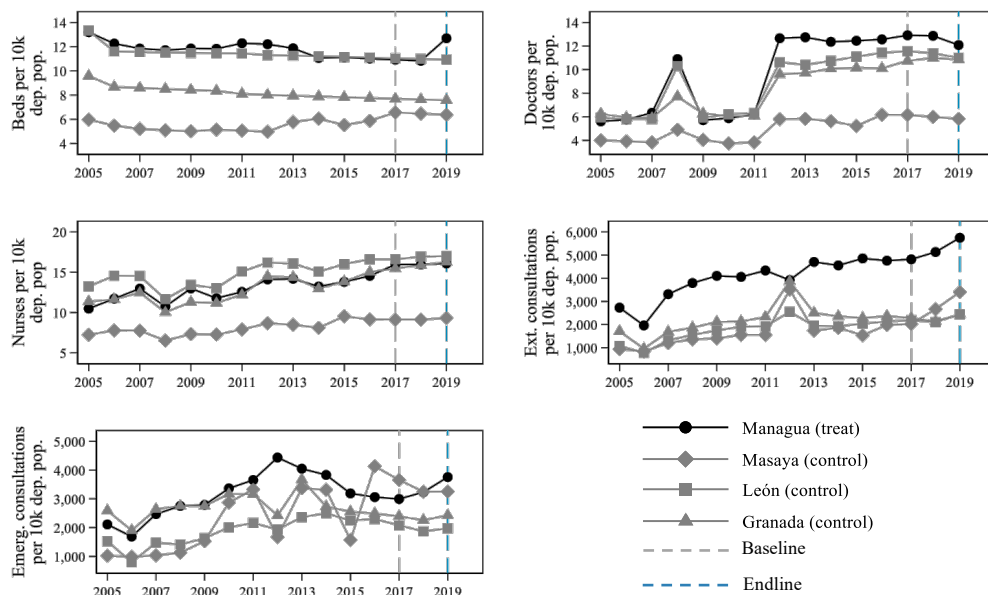 Beds per 10k
dep. pop.
14
12
10
8
6
4
2005 2007 2009 2011 2013 2015 2017 2019
Doctors per
10k dep. pop.
14
12
10
8
6
4
2005 2007 2009 2011 2013 2015 2017 2019
Nurses per 10k
dep. pop
20
15
10
5
2005 2007 2009 2011 2013 2015 2017 2019
Ext. consultations
per 10k dep. pop.
6,000
5,000
4,000
3,000
2,000
1,000
2005 2007 2009 2011 2013 2015 2017 2019
Emerg. consultations
per 10k dep. pop.
5,000
4,000
3,000
2,000
1,000
2005 2007 2009 2011 2013 2015 2017 2019
Managua (treat)
Masaya (control)
León (control)
Granada (control)
Baseline
Endline